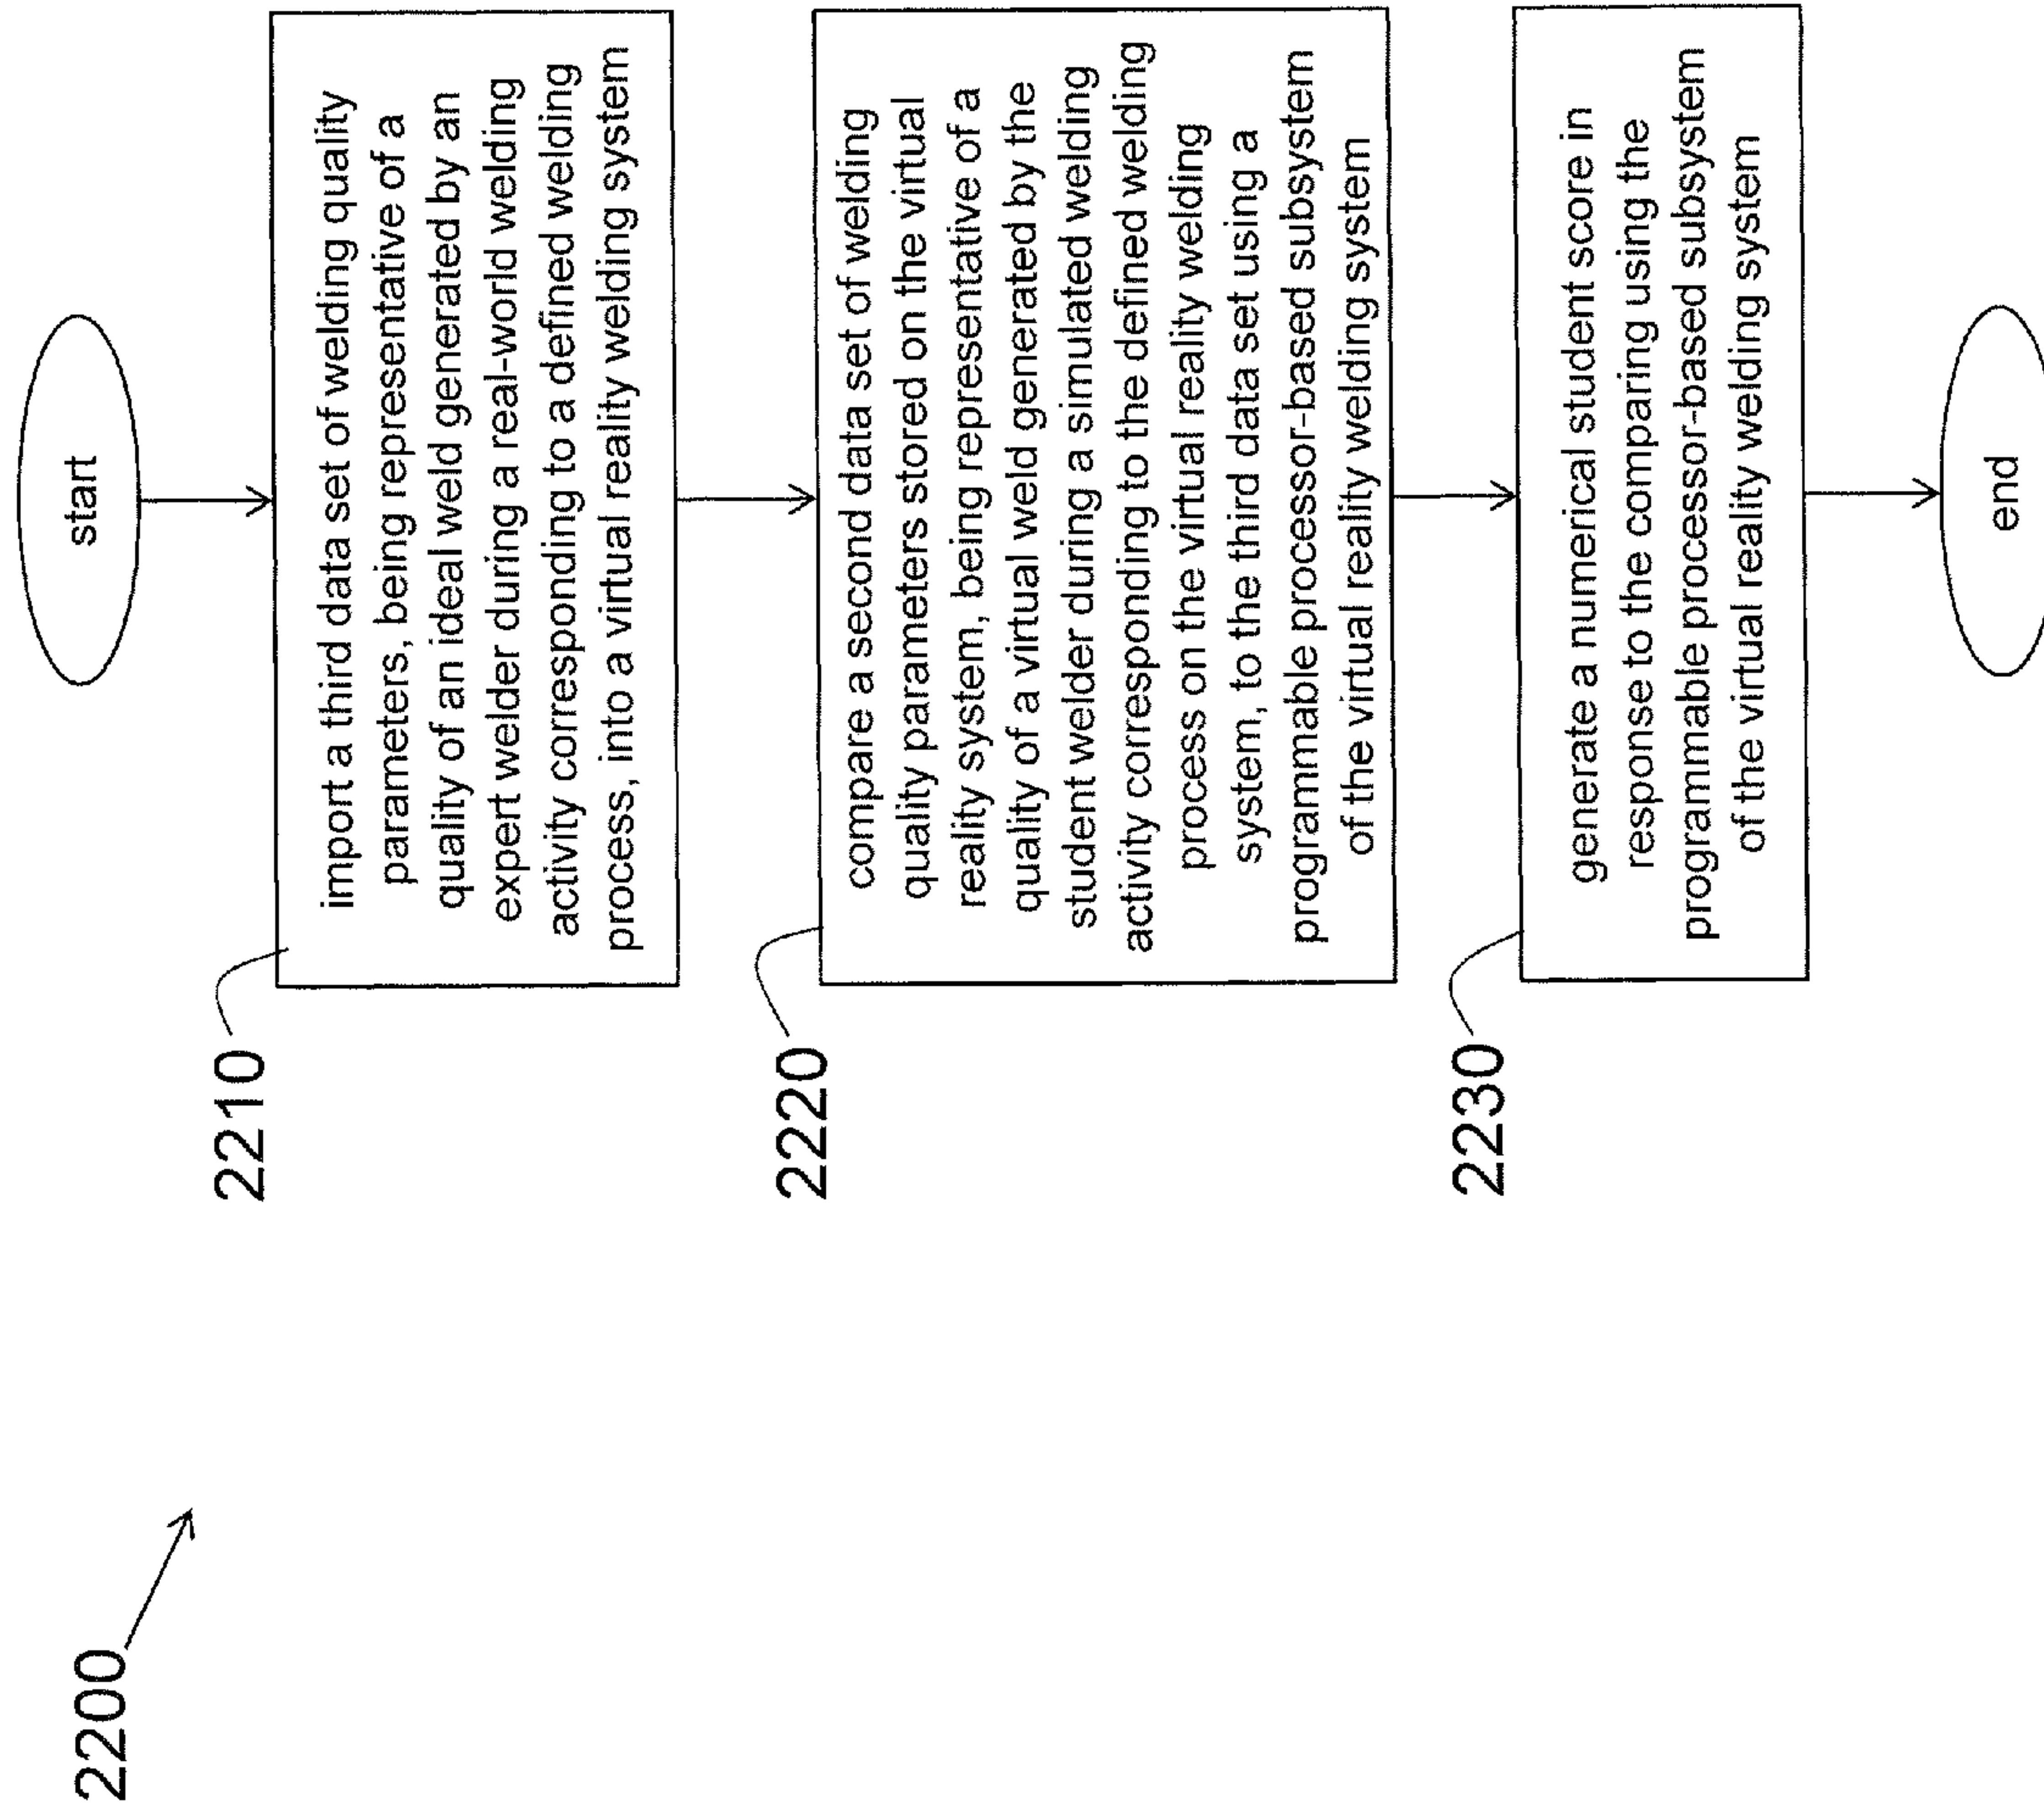 2200
start
2210
import a third data set of welding quality
parameters, being representative of a
quality of an ideal weld generated by an
expert welder during a real-world welding
activity corresponding to a defined welding
process, into a virtual reality welding system
2220
compare a second data set of welding
quality parameters stored on the virtual
reality system, being representative of a
quality of a virtual weld generated by the
student welder during a simulated welding
activity corresponding to the defined welding
process on the virtual reality welding
system, to the third data set using a
programmable processor-based subsystem
of the virtual reality welding system
2230
generate a numerical student score in
response to the comparing using the
programmable processor-based subsystem
of the virtual reality welding system
end